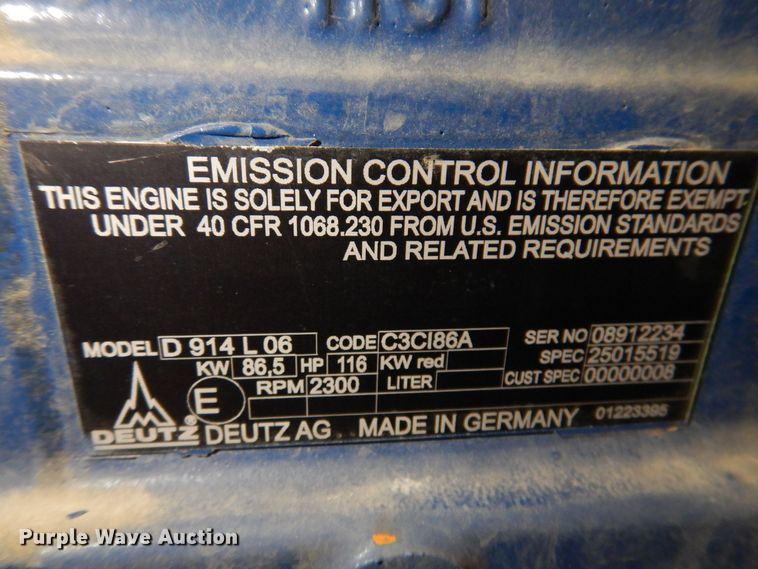 EMISSION CONTROL INFORMATION
THIS ENGINE IS SOLELY FOR EXPORT AND IS THEREFORE EXEMPT
UNDER 40 CFR 1068.230 FROM U.S. EMISSION STANDARDS
AND RELATED REQUIREMENTS
MODEL D 914 L 06 CODE C3CI86A SER NO 08912234
KW 86,5 HP 116 KW red SPEC 25015519
RPM 2300 LITER CUST SPEC 00000008
E
DEUTZ DEUTZ AG MADE IN GERMANY 01223395
Purple Wave Auction